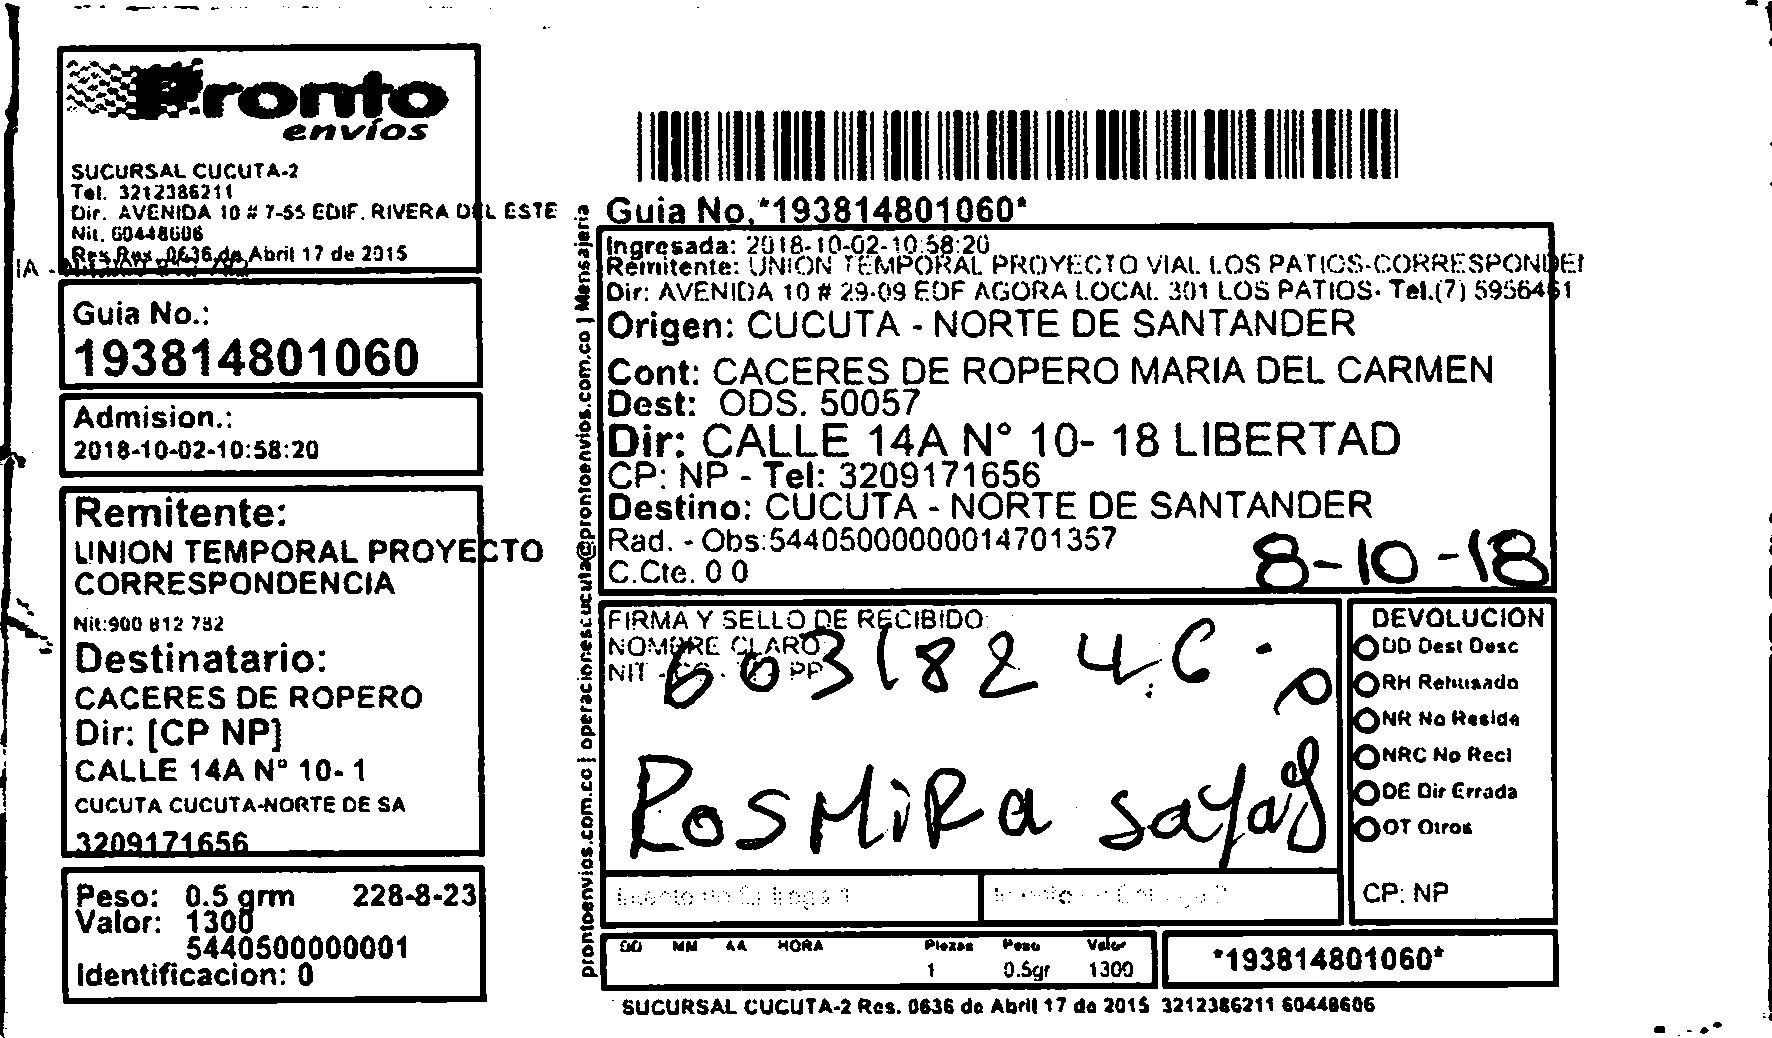 Pronto
envíos
SUCURSAL CUCUTA-2
Tel. 3212386211
Dir. AVENIDA 10 # 7-55 EDIF. RIVERA DEL ESTE
Nit. 60448606
Abril 17 de 2015
Guia No.:
193814801060
Admision.:
2018-10-02-10:58:20
Remitente:
UNION TEMPORAL PROYECTO
CORRESPONDENCIA
Nit:900 812 782
Destinatario:
CACERES DE ROPERO
Dir: [CP NP]
CALLE 14A N° 10- 1
CUCUTA CUCUTA-NORTE DE SA
3209171656
Peso: 0.5 grm 228-8-23
Valor: 1300
5440500000001
Identificacion: 0
prontoenvios.com.co | operacionescucuta@prontoenvios.com.co | Mensajeria
Guia No.*193814801060*
Ingresada: 2018-10-02-10:58:20
Remitente: UNION TEMPORAL PROYECTO VIAL LOS PATIOS-CORRESPONDEI
Dir: AVENIDA 10 # 29-09 EDF AGORA LOCAL 301 LOS PATIOS- Tel.(7) 5956461
Origen: CUCUTA - NORTE DE SANTANDER
Cont: CACERES DE ROPERO MARIA DEL CARMEN
Dest: ODS. 50057
Dir: CALLE 14A N° 10- 18 LIBERTAD
CP: NP - Tel: 3209171656
Destino: CUCUTA - NORTE DE SANTANDER
Rad. - Obs:54405000000014701357
C.Cte. 0 0
8-10-18
FIRMA Y SELLO DE RECIBIDO:
NOMBRE CLARO
NIT
603182 46
Rosmira sayas
DEVOLUCION
DD Dest Desc
RH Rehusado
NR No Reside
NRC No Recl
DE Dir Errada
OT Otros
CP: NP
DD MM AA HORA Piezas Peso Valor
1 0.5gr 1300
*193814801060*
SUCURSAL CUCUTA-2 Res. 0636 de Abril 17 de 2015 3212386211 60448606